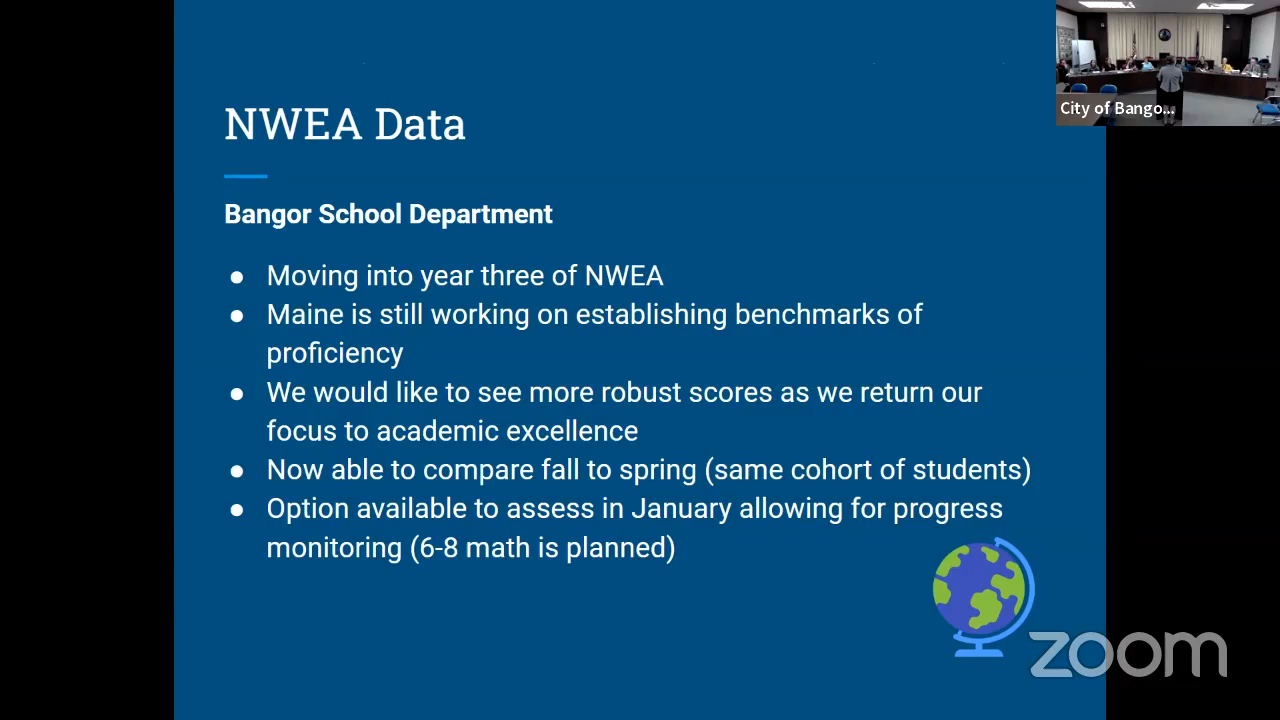 NWEA Data
City of Bango...
Bangor School Department
● Moving into year three of NWEA
● Maine is still working on establishing benchmarks of
proficiency
● We would like to see more robust scores as we return our
focus to academic excellence
● Now able to compare fall to spring (same cohort of students)
● Option available to assess in January allowing for progress
monitoring (6-8 math is planned)
zoom